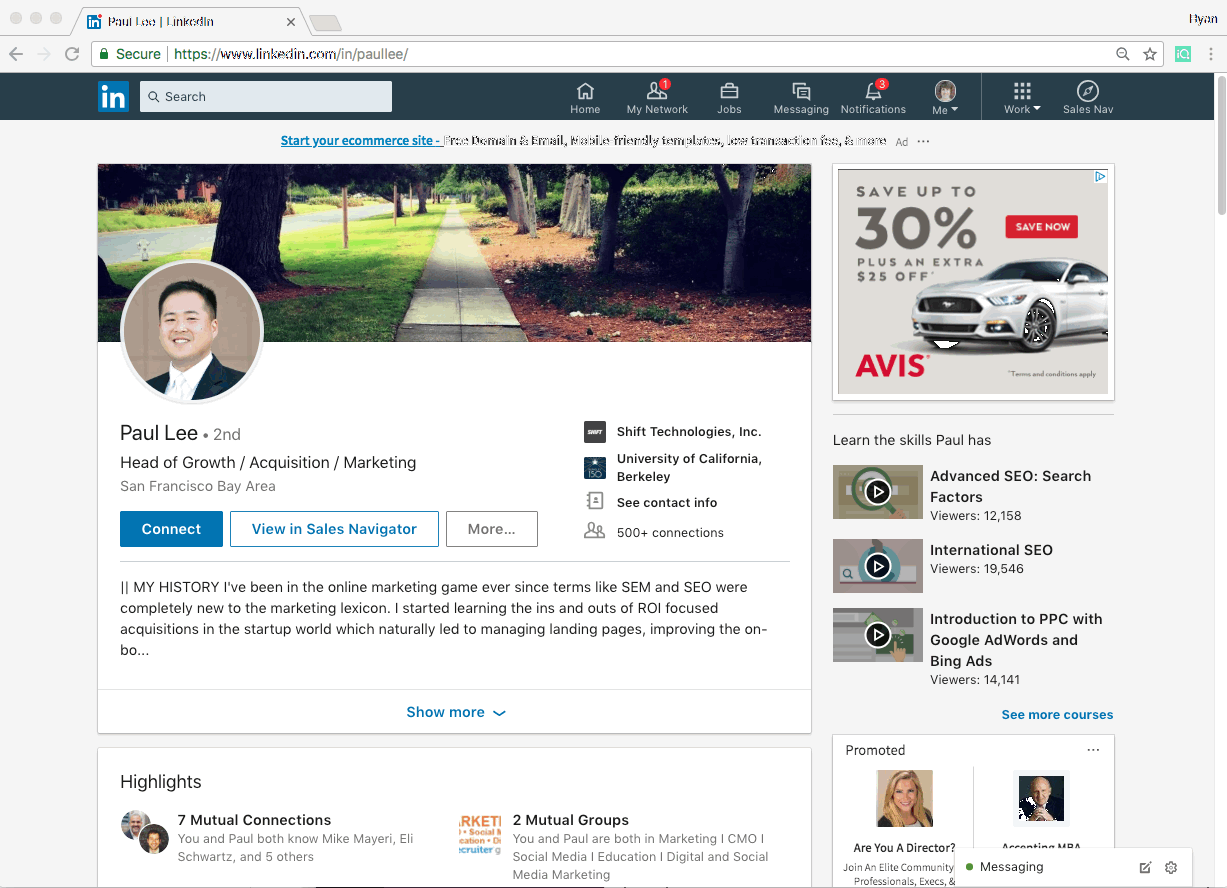 Paul Lee | LinkedIn
Ryan
Secure https://www.linkedin.com/in/paullee/
iQ
in
Search
Home
1
My Network
Jobs
Messaging
3
Notifications
Me
Work
Sales Nav
Start your ecommerce site - Free Domain & Email, Mobile-friendly templates, low transaction fee, & more Ad ···
SAVE UP TO
30%
PLUS AN EXTRA
$25 OFF*
SAVE NOW
AVIS
*Terms and conditions apply
Paul Lee • 2nd
Head of Growth / Acquisition / Marketing
San Francisco Bay Area
Connect
View in Sales Navigator
More...
SHIFT
Shift Technologies, Inc.
150
University of California,
Berkeley
See contact info
500+ connections
|| MY HISTORY I've been in the online marketing game ever since terms like SEM and SEO were
completely new to the marketing lexicon. I started learning the ins and outs of ROI focused
acquisitions in the startup world which naturally led to managing landing pages, improving the on-
bo...
Show more
Learn the skills Paul has
Advanced SEO: Search
Factors
Viewers: 12,158
International SEO
Viewers: 19,546
Introduction to PPC with
Google AdWords and
Bing Ads
Viewers: 14,141
See more courses
Highlights
7 Mutual Connections
You and Paul both know Mike Mayeri, Eli
Schwartz, and 5 others
RKETI
I • Social M
cation • Di
cruiter g
2 Mutual Groups
You and Paul are both in Marketing I CMO I
Social Media I Education I Digital and Social
Media Marketing
Promoted
···
Are You A Director?
Join An Elite Community
Professionals, Execs, &
Accepting MBA
Messaging